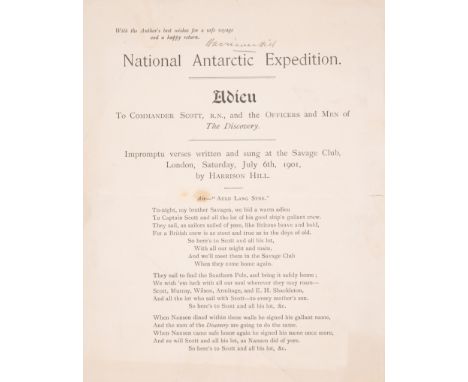 With the Author's best wishes for a safe voyage
and a happy return.
Harrison Hill
National Antarctic Expedition.
Adieu
To Commander Scott, R.N., and the Officers and Men of
The Discovery.
Impromptu verses written and sung at the Savage Club,
London, Saturday, July 6th, 1901,
by HARRISON HILL.
Air—"Auld Lang Syne."
To-night, my brother Savages, we bid a warm adieu
To Captain Scott and all the lot of his good ship's gallant crew.
They sail, as sailors sailed of yore, like Britons brave and bold,
For a British crew is as stout and true as in the days of old.
So here's to Scott and all his lot,
With all our might and main,
And we'll meet them in the Savage Club
When they come home again.
They sail to find the Southern Pole, and bring it safely home;
We wish 'em luck with all our soul wherever they may roam—
Scott, Murray, Wilson, Armitage, and E. H. Shackleton,
And all the lot who sail with Scott—to every mother's son.
So here's to Scott and all his lot, &c.
When Nansen dined within these walls he signed his gallant name,
And the men of the Discovery are going to do the same.
When Nansen came safe home again he signed his name once more,
And so will Scott and all his lot, as Nansen did of yore.
So here's to Scott and all his lot, &c.